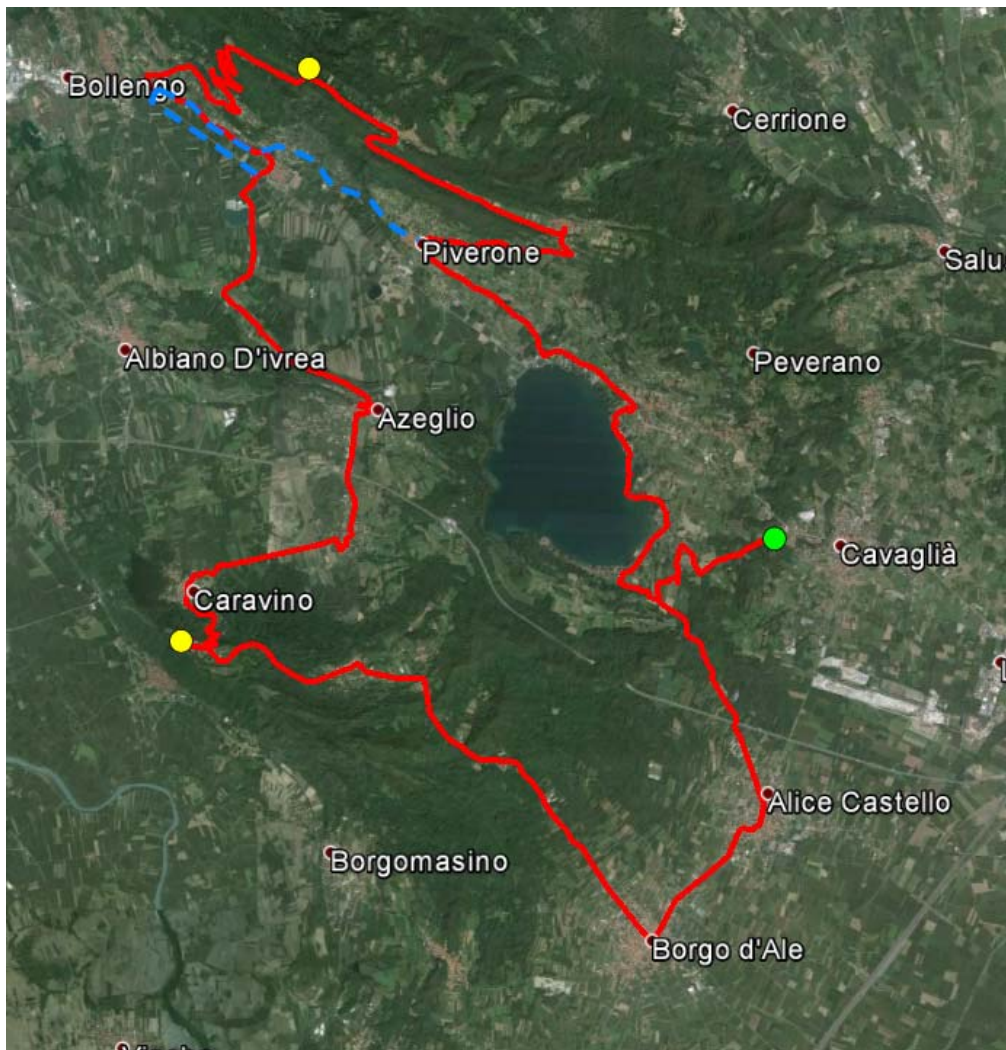 Bollengo
Cerrione
Piverone
Salu
Albiano D'ivrea
Peverano
Azeglio
Cavaglià
Caravino
Alice Castello
Borgomasino
Borgo d'Ale